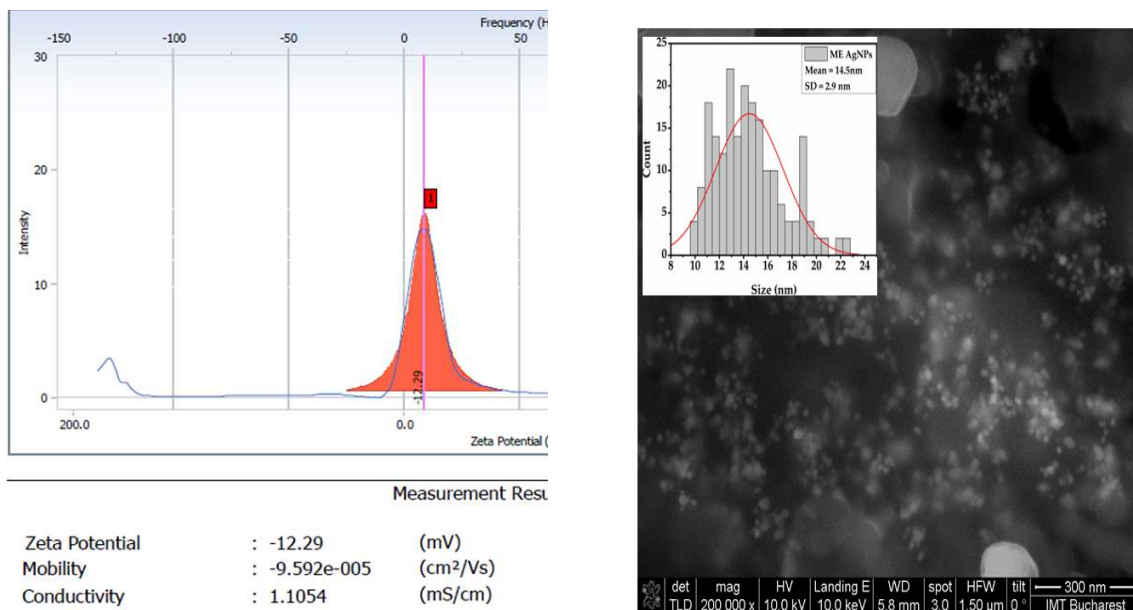 Frequency (H
-150 -100 -50 0 50
30
20
10
0
Intensity
1
-12.29
200.0 0.0
Zeta Potential (
Measurement Resu
Zeta Potential : -12.29 (mV)
Mobility : -9.592e-005 (cm²/Vs)
Conductivity : 1.1054 (mS/cm)
25
20
15
10
5
0
Count
ME AgNPs
Mean = 14.5nm
SD = 2.9 nm
8 10 12 14 16 18 20 22 24
Size (nm)
det mag HV Landing E WD spot HFW tilt 300 nm
TLD 200 000 x 10.0 kV 10.0 keV 5.8 mm 3.0 1.50 µm 0 ° IMT Bucharest